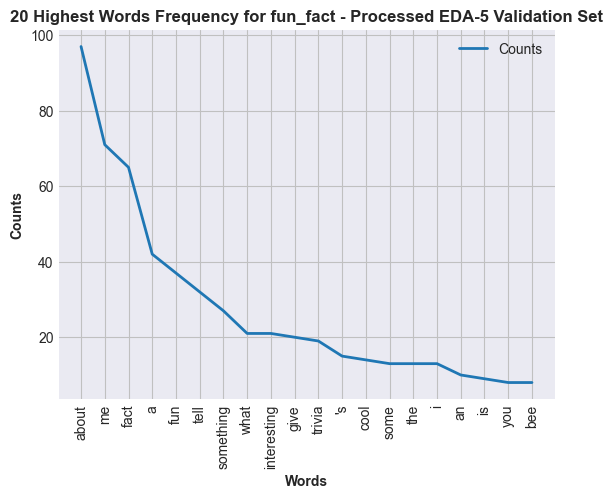 20 Highest Words Frequency for fun_fact - Processed EDA-5 Validation Set
Counts
100
80
60
40
20
Counts
about
me
fact
a
fun
tell
something
what
interesting
give
trivia
's
cool
some
the
i
an
is
you
bee
Words